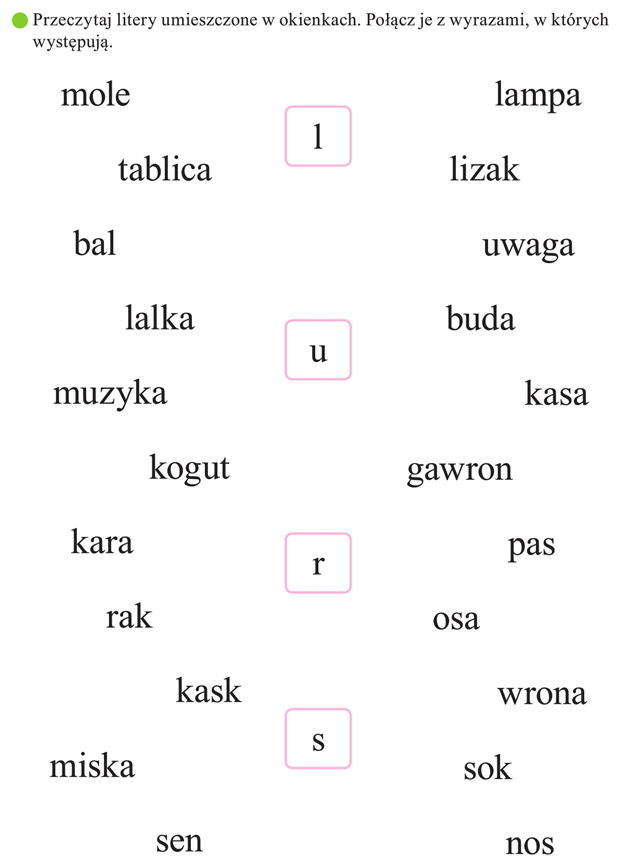 Przeczytaj litery umieszczone w okienkach. Połącz je z wyrazami, w których
występują.
mole
lampa
l
tablica
lizak
bal
uwaga
lalka
buda
u
muzyka
kasa
kogut
gawron
kara
pas
r
rak
osa
kask
wrona
s
miska
sok
sen
nos